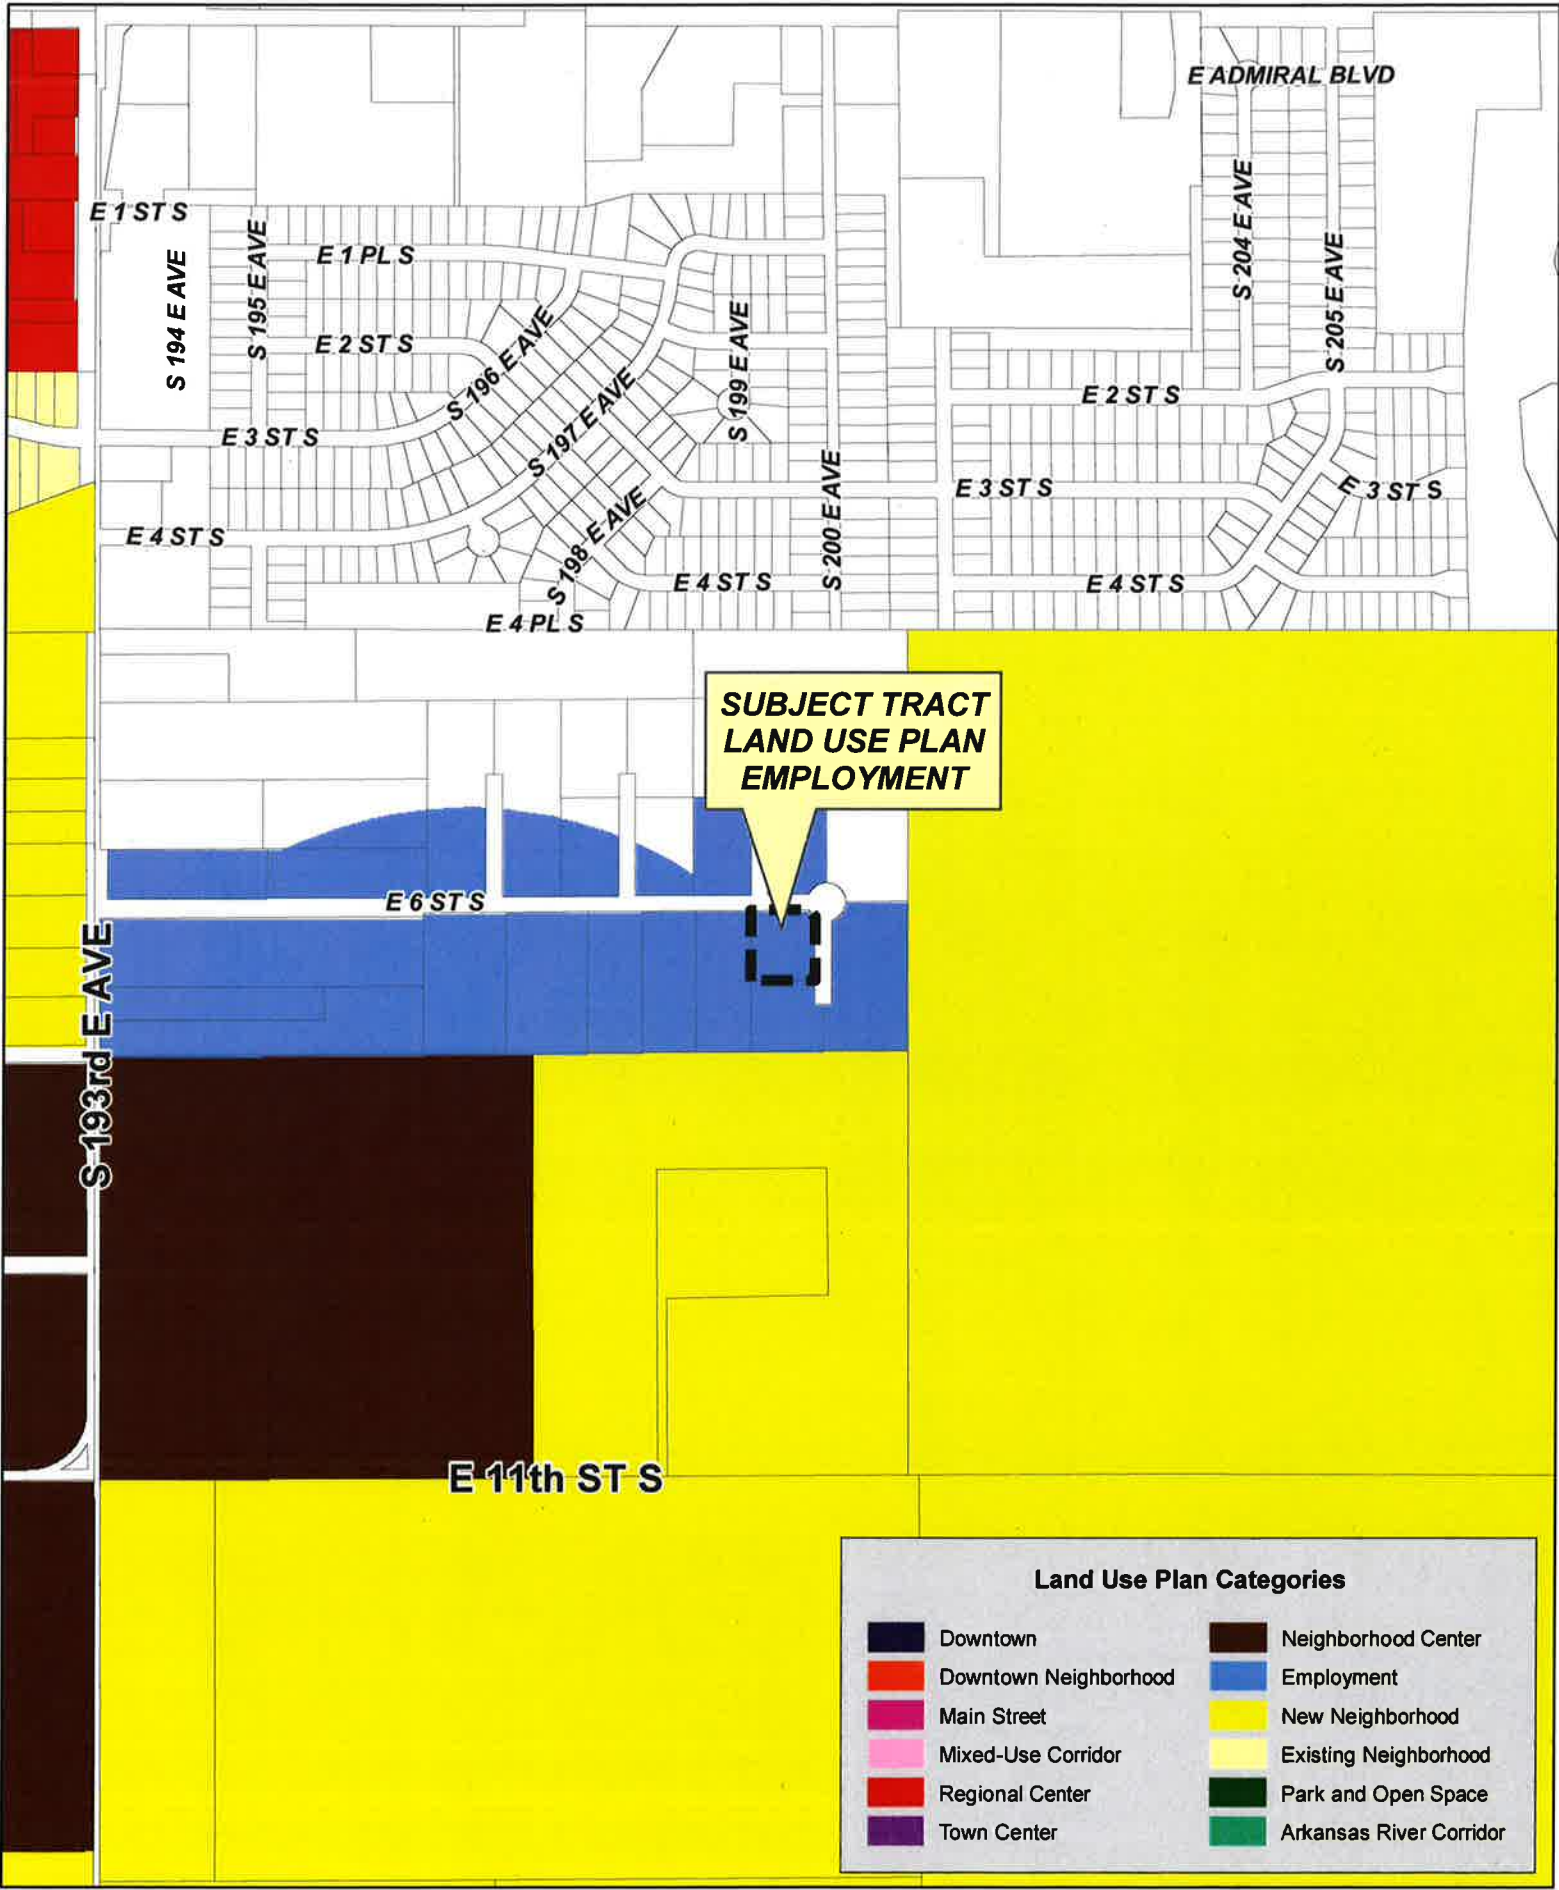 E ADMIRAL BLVD
E 1 ST S
S 194 E AVE
S 195 E AVE
E 1 PL S
E 2 ST S
S 196 E AVE
S 197 E AVE
S 199 E AVE
S 204 E AVE
S 205 E AVE
E 2 ST S
E 3 ST S
S 198 E AVE
S 200 E AVE
E 3 ST S
E 3 ST S
E 4 ST S
E 4 ST S
E 4 ST S
E 4 PL S
SUBJECT TRACT
LAND USE PLAN
EMPLOYMENT
E 6 ST S
S 193rd E AVE
E 11th ST S
Land Use Plan Categories
Downtown
Downtown Neighborhood
Main Street
Mixed-Use Corridor
Regional Center
Town Center
Neighborhood Center
Employment
New Neighborhood
Existing Neighborhood
Park and Open Space
Arkansas River Corridor